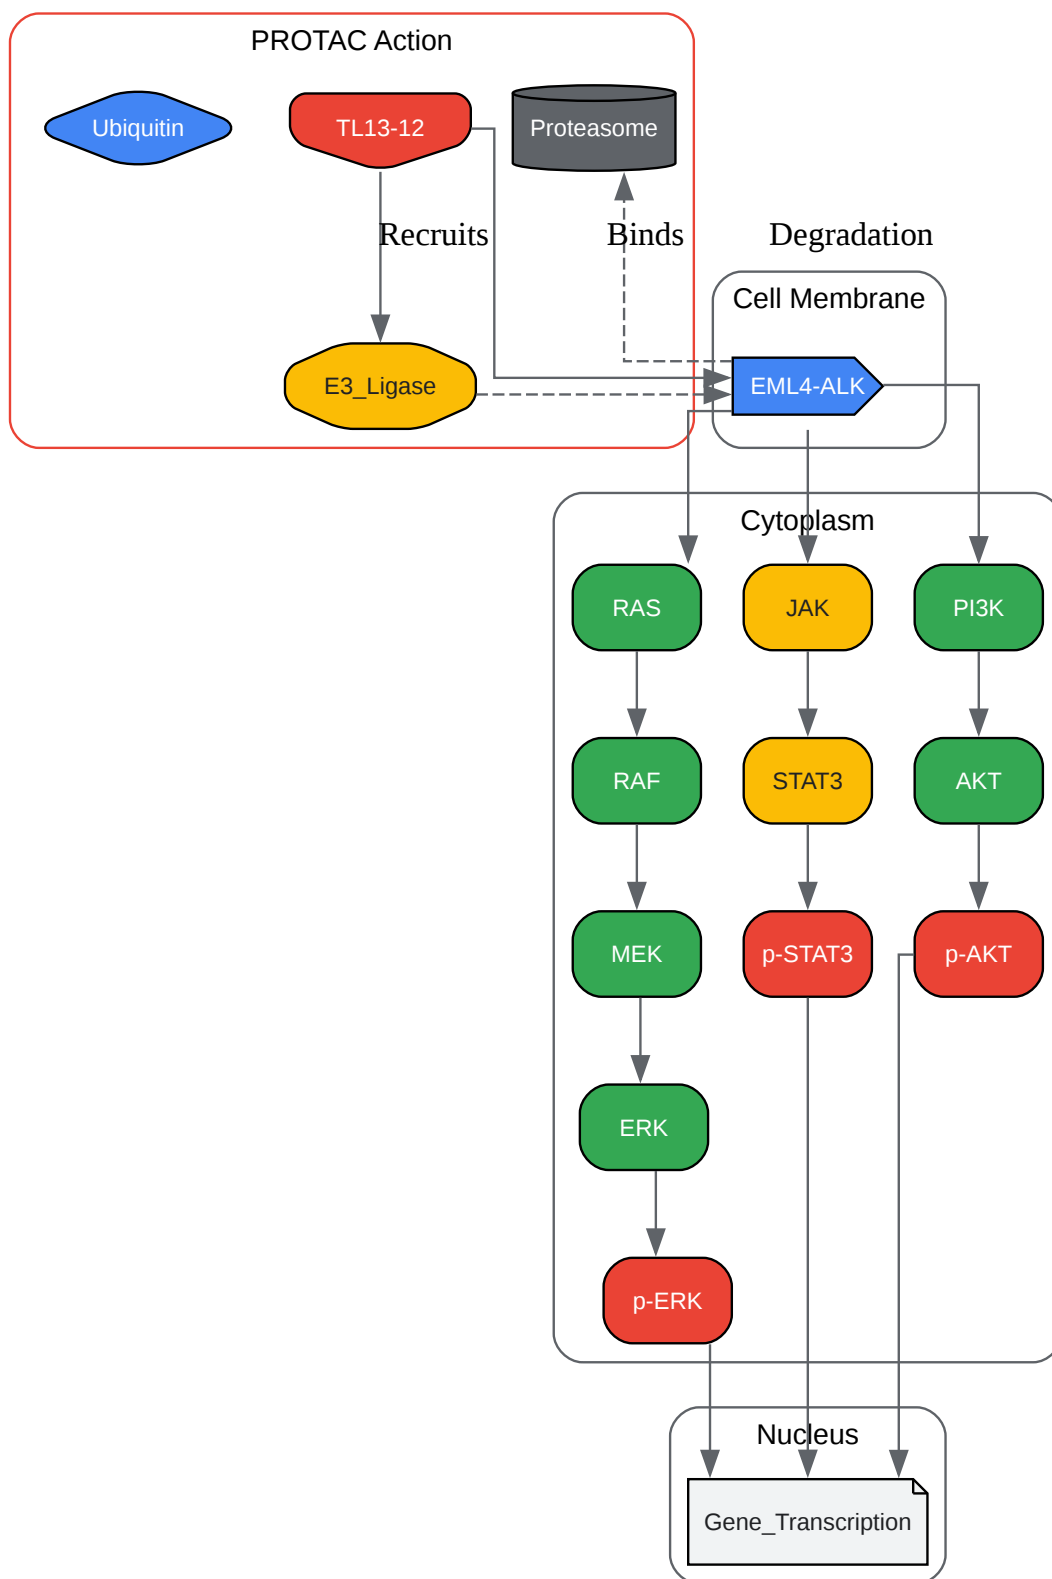 PROTAC Action
Ubiquitin
TL13-12
Proteasome
Recruits
Binds
Degradation
Cell Membrane
E3_Ligase
EML4-ALK
Cytoplasm
RAS
JAK
PI3K
RAF
STAT3
AKT
MEK
p-STAT3
p-AKT
ERK
p-ERK
Nucleus
Gene_Transcription